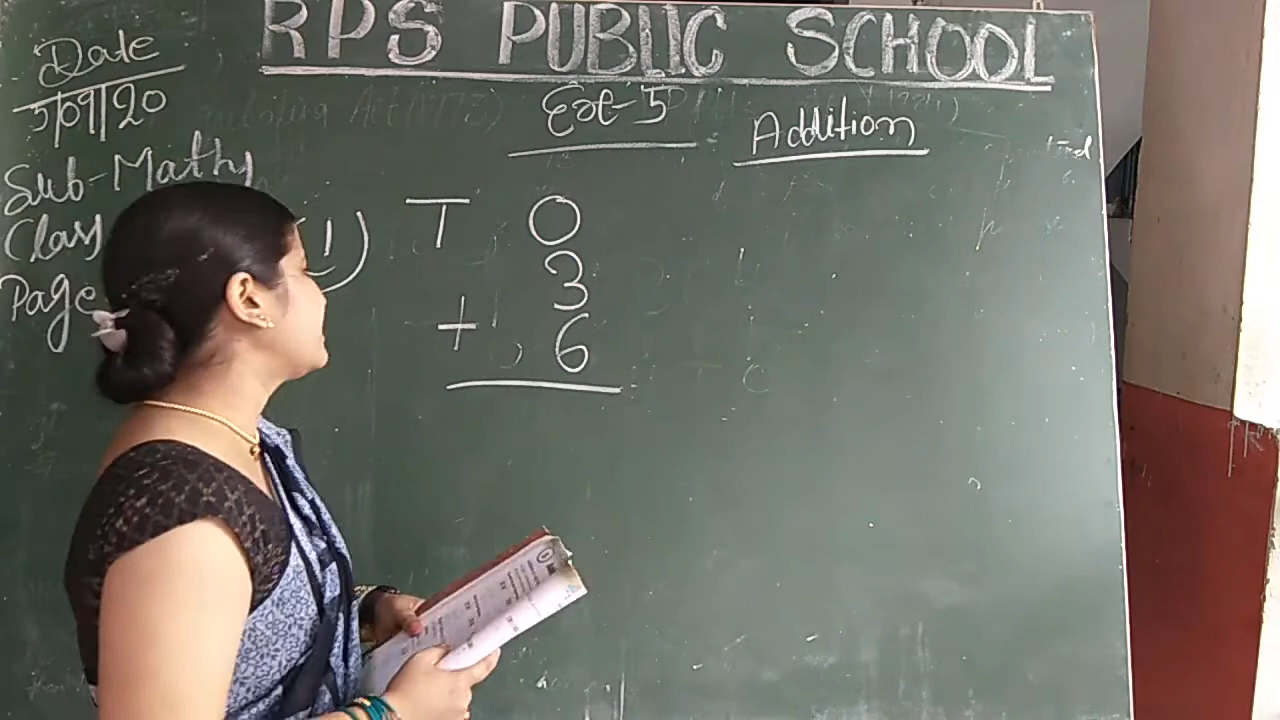 RPS PUBLIC SCHOOL
Date
5/09/20
Ex-5 Addition
Sub-Maths
Class
Page
1) T O
3
+ 6